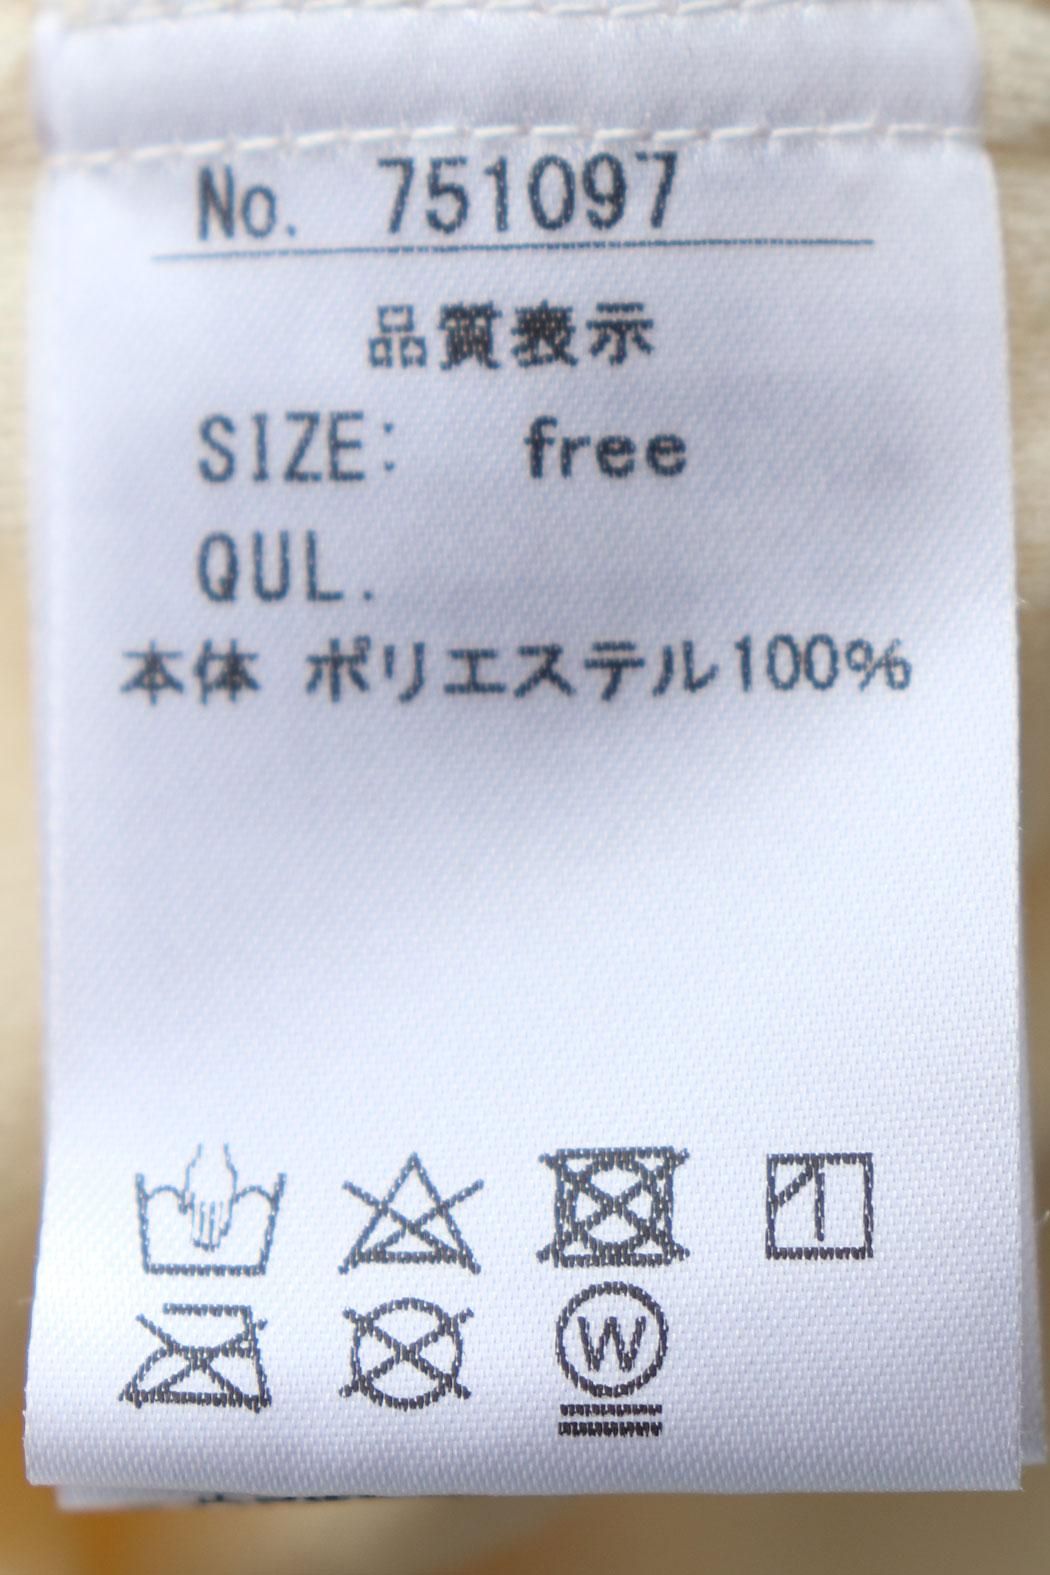 No. 751097
品質表示
SIZE: free
QUL.
本体 ポリエステル100%
W